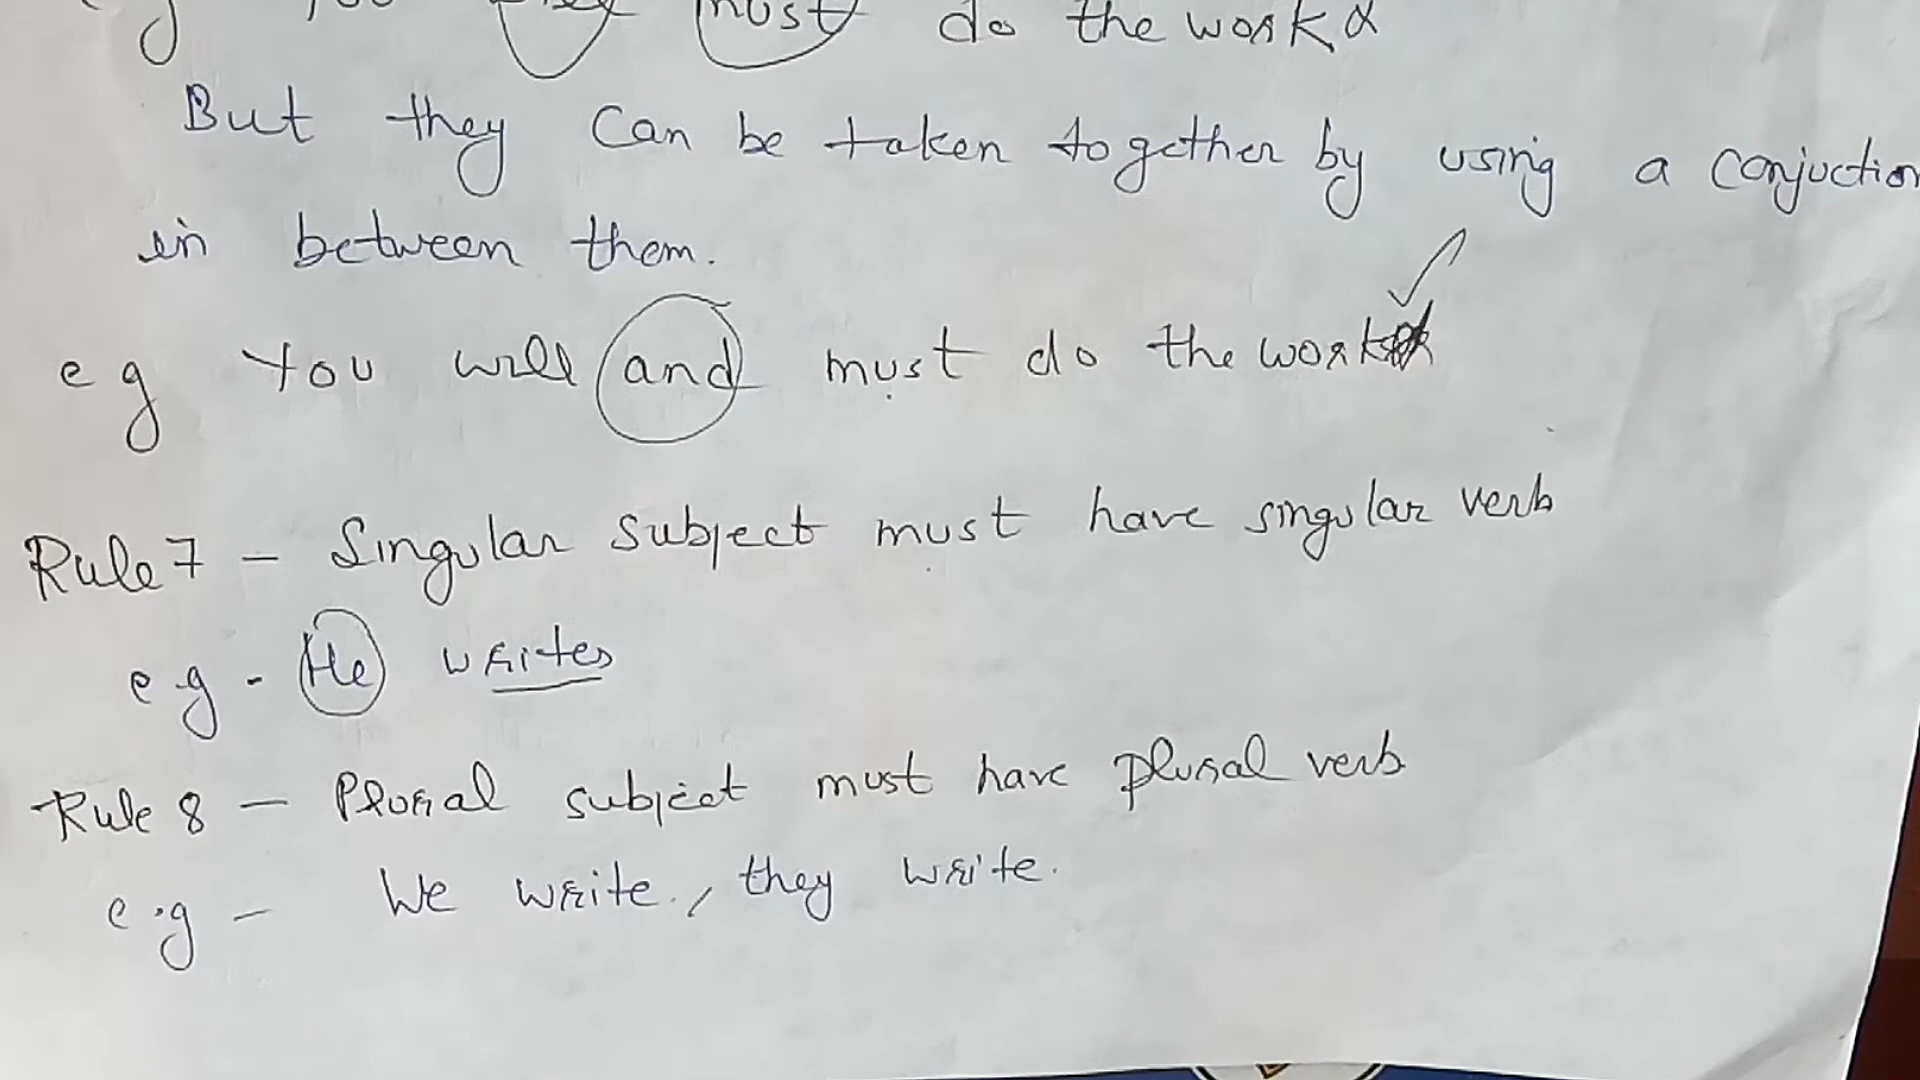 must do the work
But they can be taken together by using a conjuction
in between them.
eg You will and must do the work
Rule 7 - Singular subject must have singular verb
eg - He writes
Rule 8 - Plural subject must have plural verb
e.g - We write, they write.